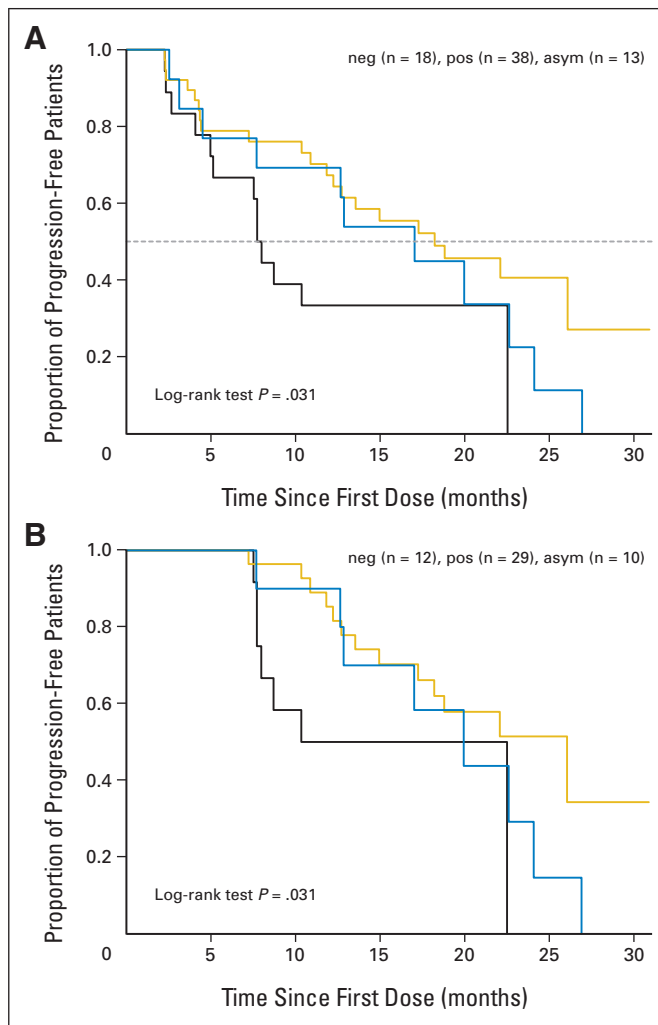 A
neg (n = 18), pos (n = 38), asym (n = 13)
Proportion of Progression-Free Patients
1.0
0.8
0.6
0.4
0.2
0
Log-rank test P = .031
5 10 15 20 25 30
Time Since First Dose (months)
B
neg (n = 12), pos (n = 29), asym (n = 10)
Proportion of Progression-Free Patients
1.0
0.8
0.6
0.4
0.2
0
Log-rank test P = .031
5 10 15 20 25 30
Time Since First Dose (months)